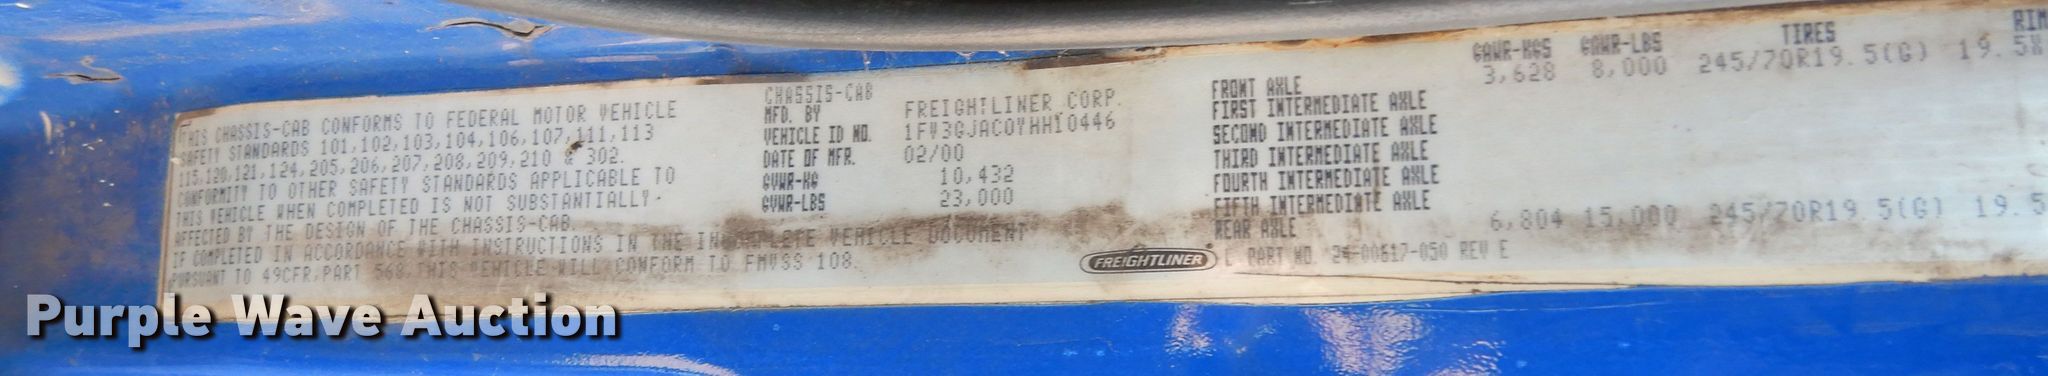 THIS CHASSIS-CAB CONFORMS TO FEDERAL MOTOR VEHICLE
SAFETY STANDARDS 101,102,103,104,106,107,111,113
115,120,121,124,205,206,207,208,209,210 & 302.
CONFORMITY TO OTHER SAFETY STANDARDS APPLICABLE TO
THIS VEHICLE WHEN COMPLETED IS NOT SUBSTANTIALLY
AFFECTED BY THE DESIGN OF THE CHASSIS-CAB.
IF COMPLETED IN ACCORDANCE WITH INSTRUCTIONS IN THE INCOMPLETE VEHICLE DOCUMENT
PURSUANT TO 49CFR,PART 568 THIS VEHICLE WILL CONFORM TO FMVSS 108.
CHASSIS-CAB
MFD. BY FREIGHTLINER CORP.
VEHICLE ID NO. 1FV3GJAC0YHH10446
DATE OF MFR. 02/00
GVWR-KG 10,432
GVWR-LBS 23,000
FREIGHTLINER
GAWR-KGS GAWR-LBS TIRES RIM
FRONT AXLE 3,628 8,000 245/70R19.5(G) 19.5X
FIRST INTERMEDIATE AXLE
SECOND INTERMEDIATE AXLE
THIRD INTERMEDIATE AXLE
FOURTH INTERMEDIATE AXLE
FIFTH INTERMEDIATE AXLE
REAR AXLE 6,804 15,000 245/70R19.5(G) 19.5
PART NO. 24-00617-050 REV E
Purple Wave Auction